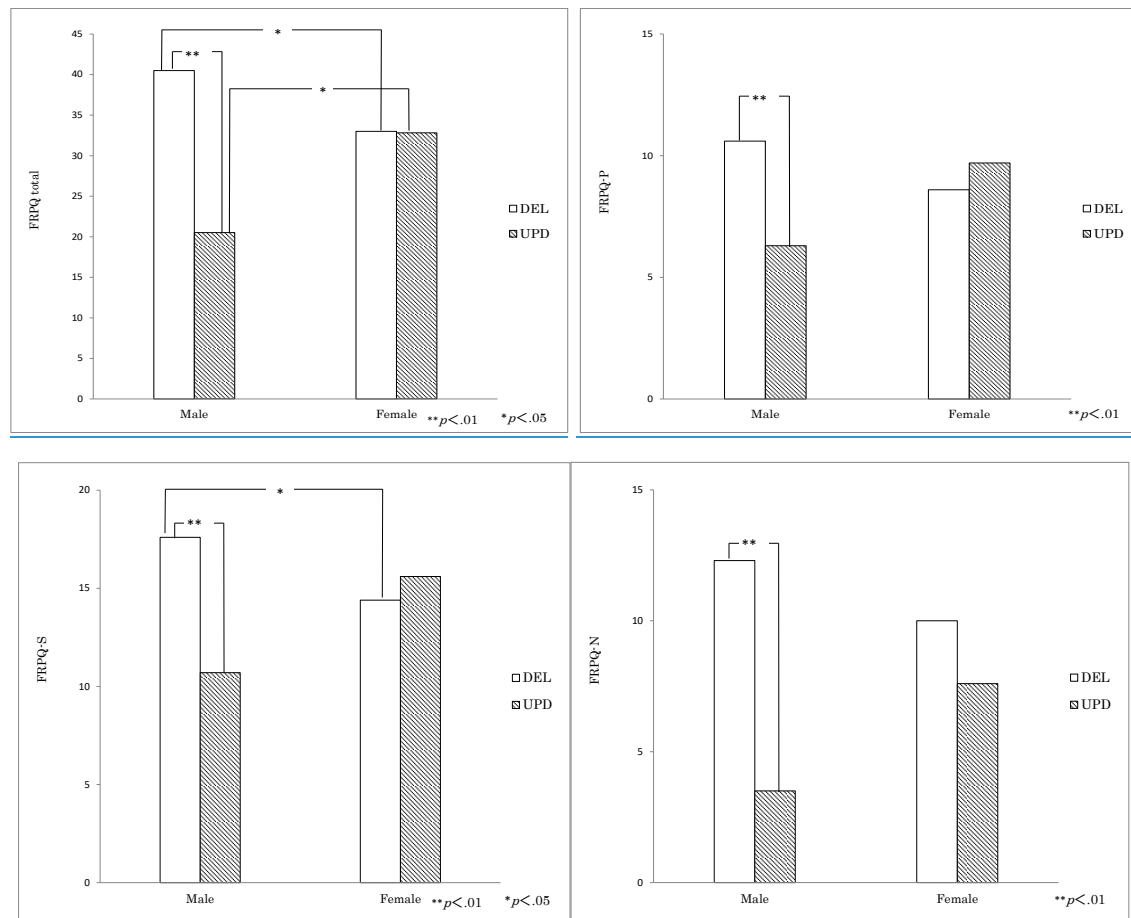 45
40
35
30
25
20
15
10
5
0
FRPQ total
*
**
*
DEL
UPD
Male
Female
**p<.01 *p<.05
15
10
5
0
FRPQ-P
**
DEL
UPD
Male
Female
**p<.01
20
15
10
5
0
FRPQ-S
*
**
DEL
UPD
Male
Female
**p<.01 *p<.05
15
10
5
0
FRPQ-N
**
DEL
UPD
Male
Female
**p<.01